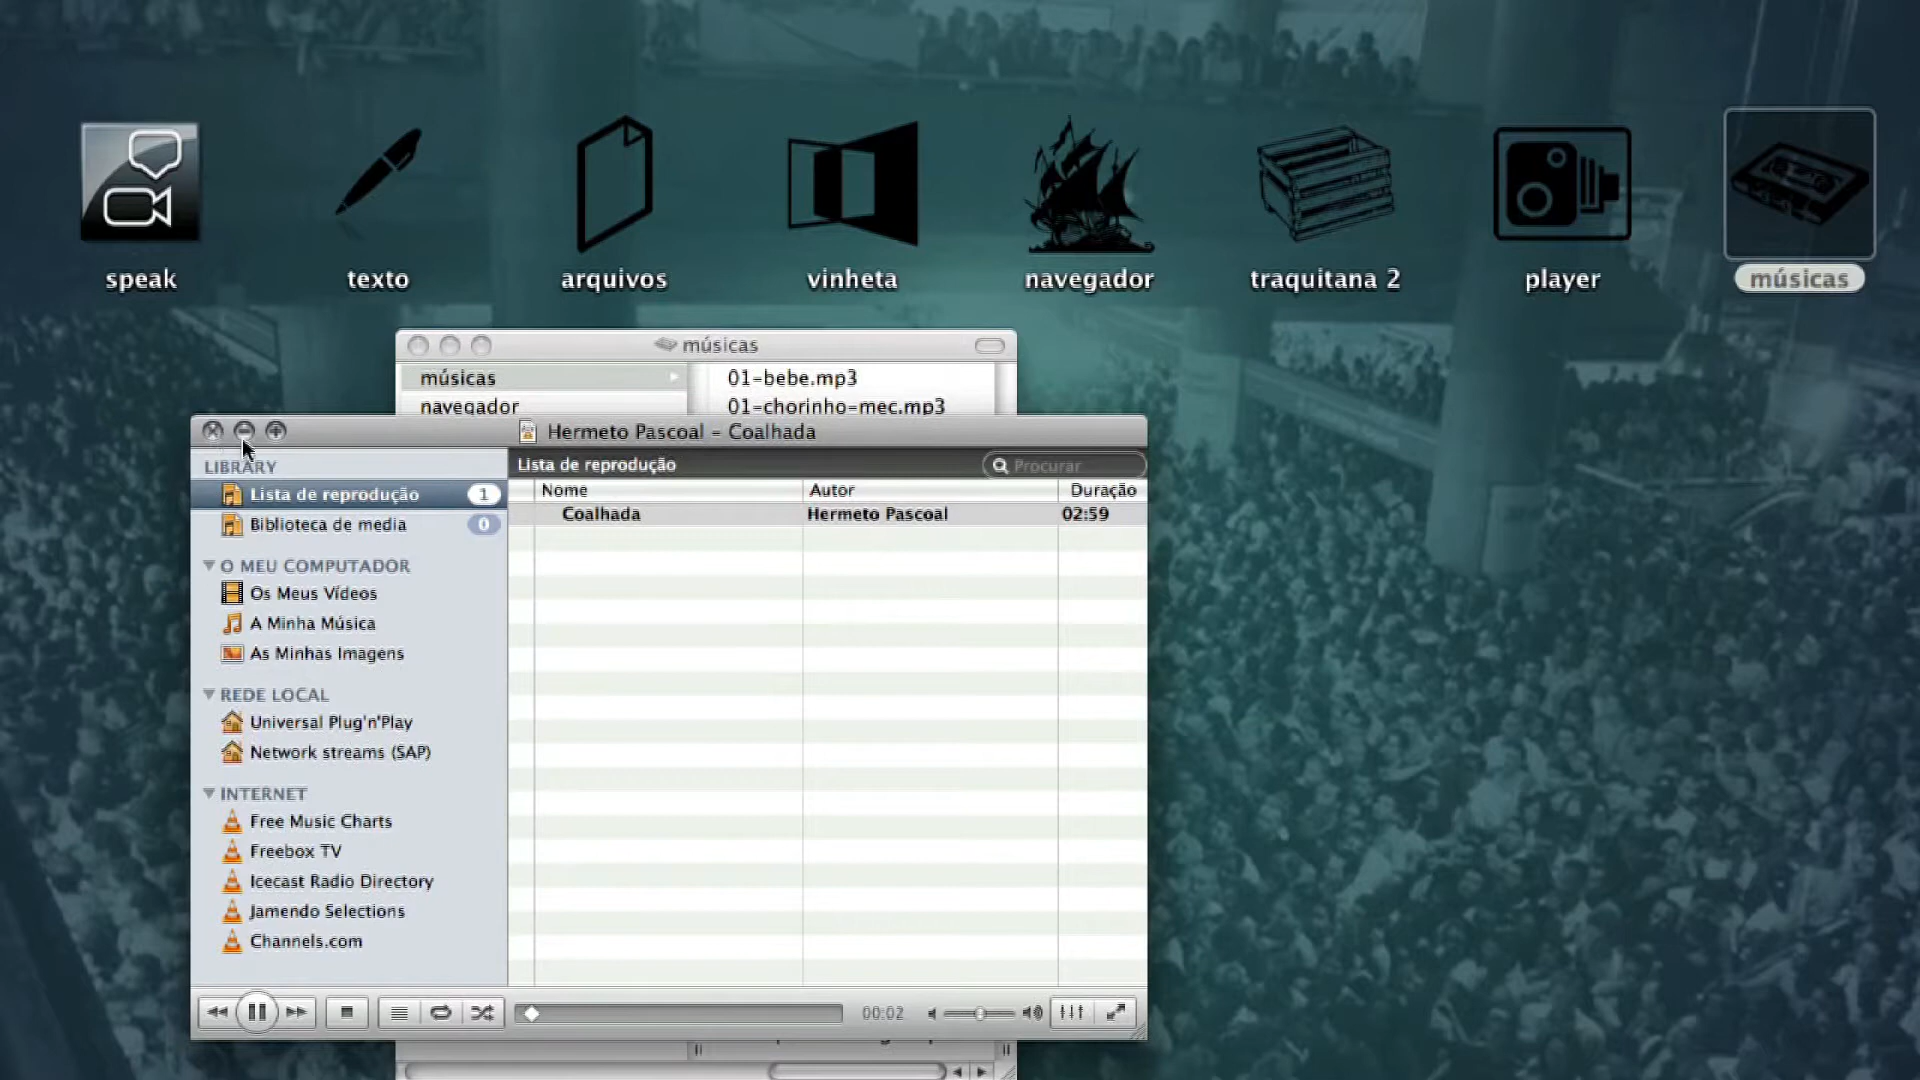 speak
texto
arquivos
vinheta
navegador
traquitana 2
player
músicas
músicas
músicas
navegador
01-bebe.mp3
01-chorinho-mec.mp3
Hermeto Pascoal - Coalhada
LIBRARY
Lista de reprodução 1
Biblioteca de media 0
O MEU COMPUTADOR
Os Meus Vídeos
A Minha Música
As Minhas Imagens
REDE LOCAL
Universal Plug'n'Play
Network streams (SAP)
INTERNET
Free Music Charts
Freebox TV
Icecast Radio Directory
Jamendo Selections
Channels.com
Lista de reprodução
Procurar
Nome Autor Duração
Coalhada Hermeto Pascoal 02:59
00:02